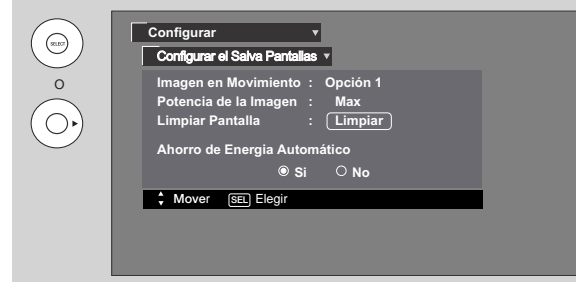 Configurar
Configurar el Salva Pantallas
SELECT
O
Imagen en Movimiento : Opción 1
Potencia de la Imagen : Max
Limpiar Pantalla : Limpiar
Ahorro de Energia Automático
Si No
Mover SEL Elegir